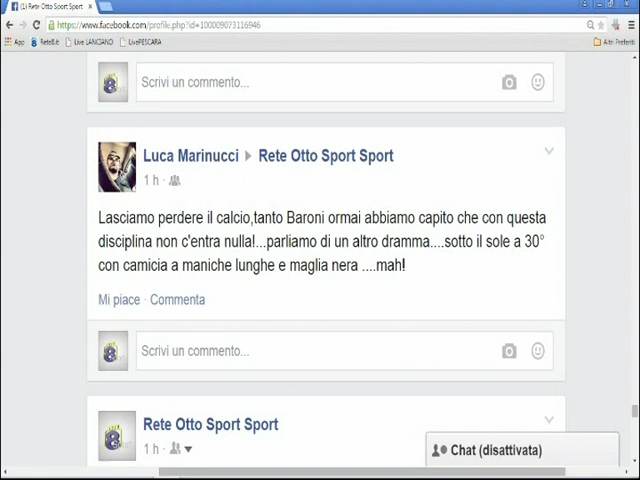 (1) Rete Otto Sport Sport
https://www.facebook.com/profile.php?id=100009073116946
App Rete8.it Live LANCIANO LivePESCARA Altri Preferiti
Scrivi un commento...
Luca Marinucci Rete Otto Sport Sport
1 h ·
Lasciamo perdere il calcio,tanto Baroni ormai abbiamo capito che con questa
disciplina non c'entra nulla!...parliamo di un altro dramma....sotto il sole a 30°
con camicia a maniche lunghe e maglia nera ....mah!
Mi piace · Commenta
Scrivi un commento...
Rete Otto Sport Sport
1 h ·
Chat (disattivata)